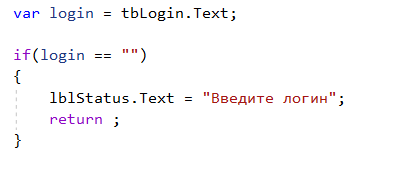 var login = tbLogin.Text;
if(login == "")
{
lblStatus.Text = "Введите логин";
return ;
}